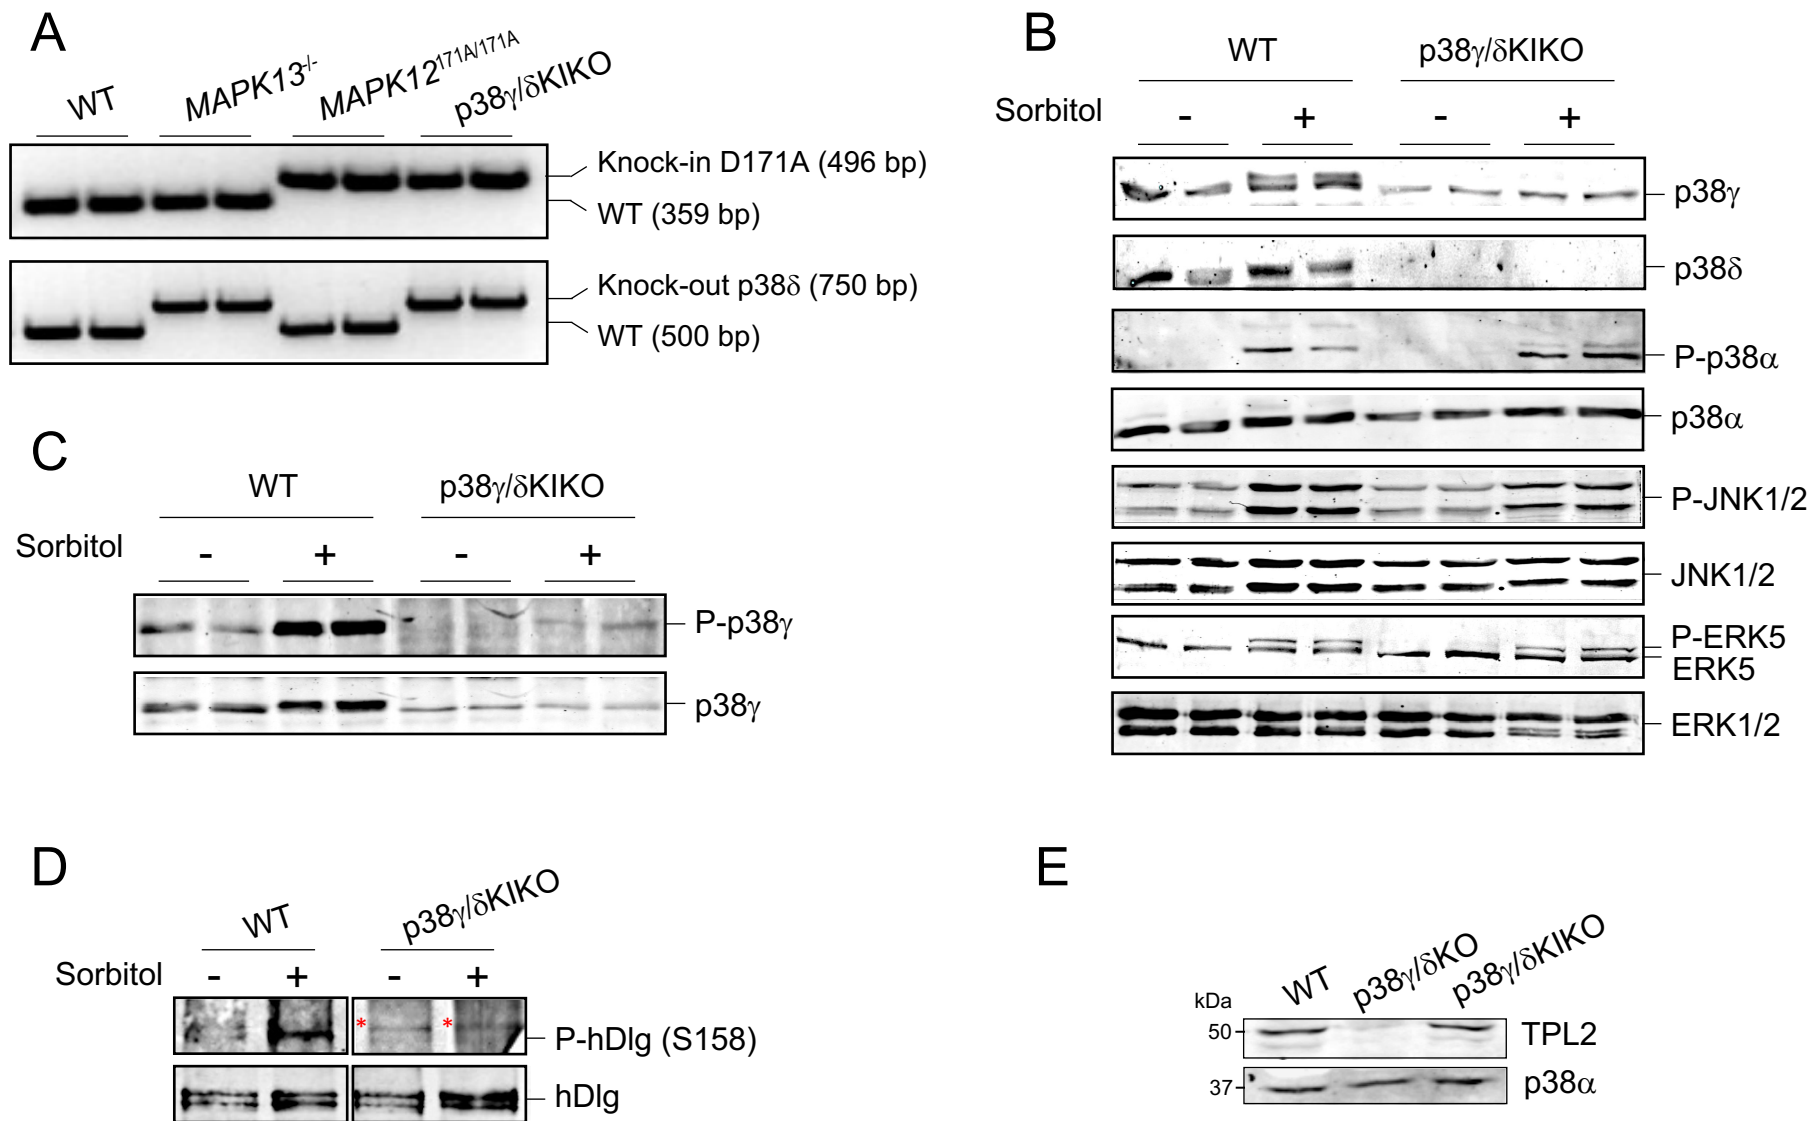 A
WT
MAPK13-/-
MAPK12171A/171A
p38γ/δKIKO
Knock-in D171A (496 bp)
WT (359 bp)
Knock-out p38δ (750 bp)
WT (500 bp)
B
WT
p38γ/δKIKO
Sorbitol
-
+
-
+
p38γ
p38δ
P-p38α
p38α
P-JNK1/2
JNK1/2
P-ERK5
ERK5
ERK1/2
C
WT
p38γ/δKIKO
Sorbitol
-
+
-
+
P-p38γ
p38γ
D
WT
p38γ/δKIKO
Sorbitol
-
+
-
+
*
*
P-hDlg (S158)
hDlg
E
WT
p38γ/δKO
p38γ/δKIKO
kDa
50
TPL2
37
p38α